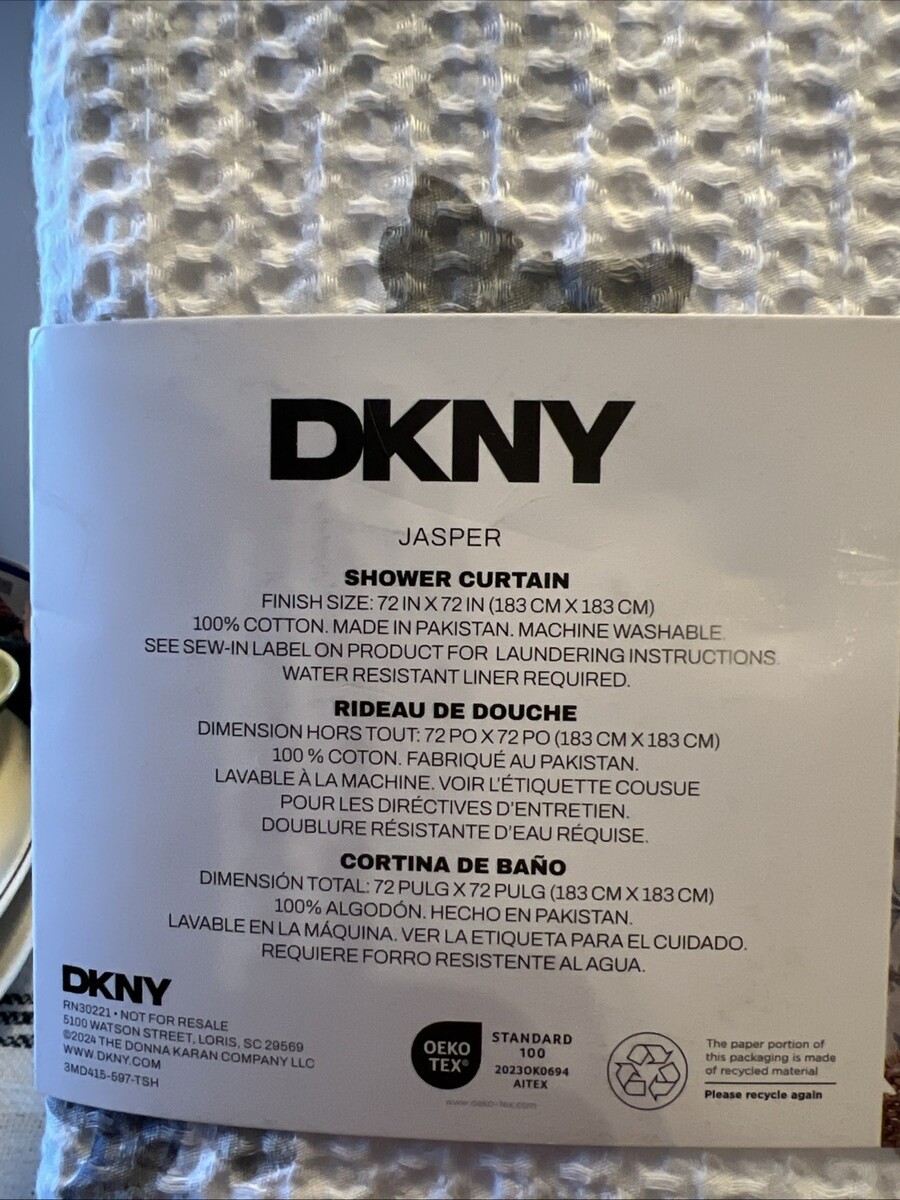 DKNY
JASPER
SHOWER CURTAIN
FINISH SIZE: 72 IN X 72 IN (183 CM X 183 CM)
100% COTTON. MADE IN PAKISTAN. MACHINE WASHABLE.
SEE SEW-IN LABEL ON PRODUCT FOR LAUNDERING INSTRUCTIONS.
WATER RESISTANT LINER REQUIRED.
RIDEAU DE DOUCHE
DIMENSION HORS TOUT: 72 PO X 72 PO (183 CM X 183 CM)
100 % COTON. FABRIQUÉ AU PAKISTAN.
LAVABLE À LA MACHINE. VOIR L'ÉTIQUETTE COUSUE
POUR LES DIRÉCTIVES D'ENTRETIEN.
DOUBLURE RÉSISTANTE D'EAU RÉQUISE.
CORTINA DE BAÑO
DIMENSIÓN TOTAL: 72 PULG X 72 PULG (183 CM X 183 CM)
100% ALGODÓN. HECHO EN PAKISTAN.
LAVABLE EN LA MÁQUINA. VER LA ETIQUETA PARA EL CUIDADO.
REQUIERE FORRO RESISTENTE AL AGUA.
DKNY
RN30221 • NOT FOR RESALE
5100 WATSON STREET, LORIS, SC 29569
©2024 THE DONNA KARAN COMPANY LLC
WWW.DKNY.COM
3MD415-597-TSH
OEKO
TEX®
STANDARD
100
2023OK0694
AITEX
www.oeko-tex.com
The paper portion of
this packaging is made
of recycled material
Please recycle again